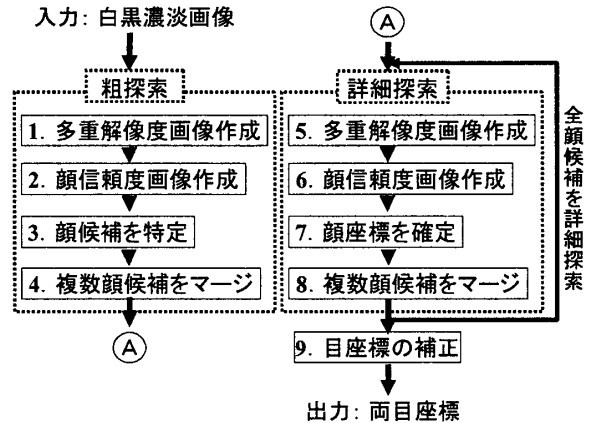 入力: 白黒濃淡画像
粗探索
1. 多重解像度画像作成
2. 顔信頼度画像作成
3. 顔候補を特定
4. 複数顔候補をマージ
A
A
詳細探索
5. 多重解像度画像作成
6. 顔信頼度画像作成
7. 顔座標を確定
8. 複数顔候補をマージ
全顔候補を詳細探索
9. 目座標の補正
出力: 両目座標